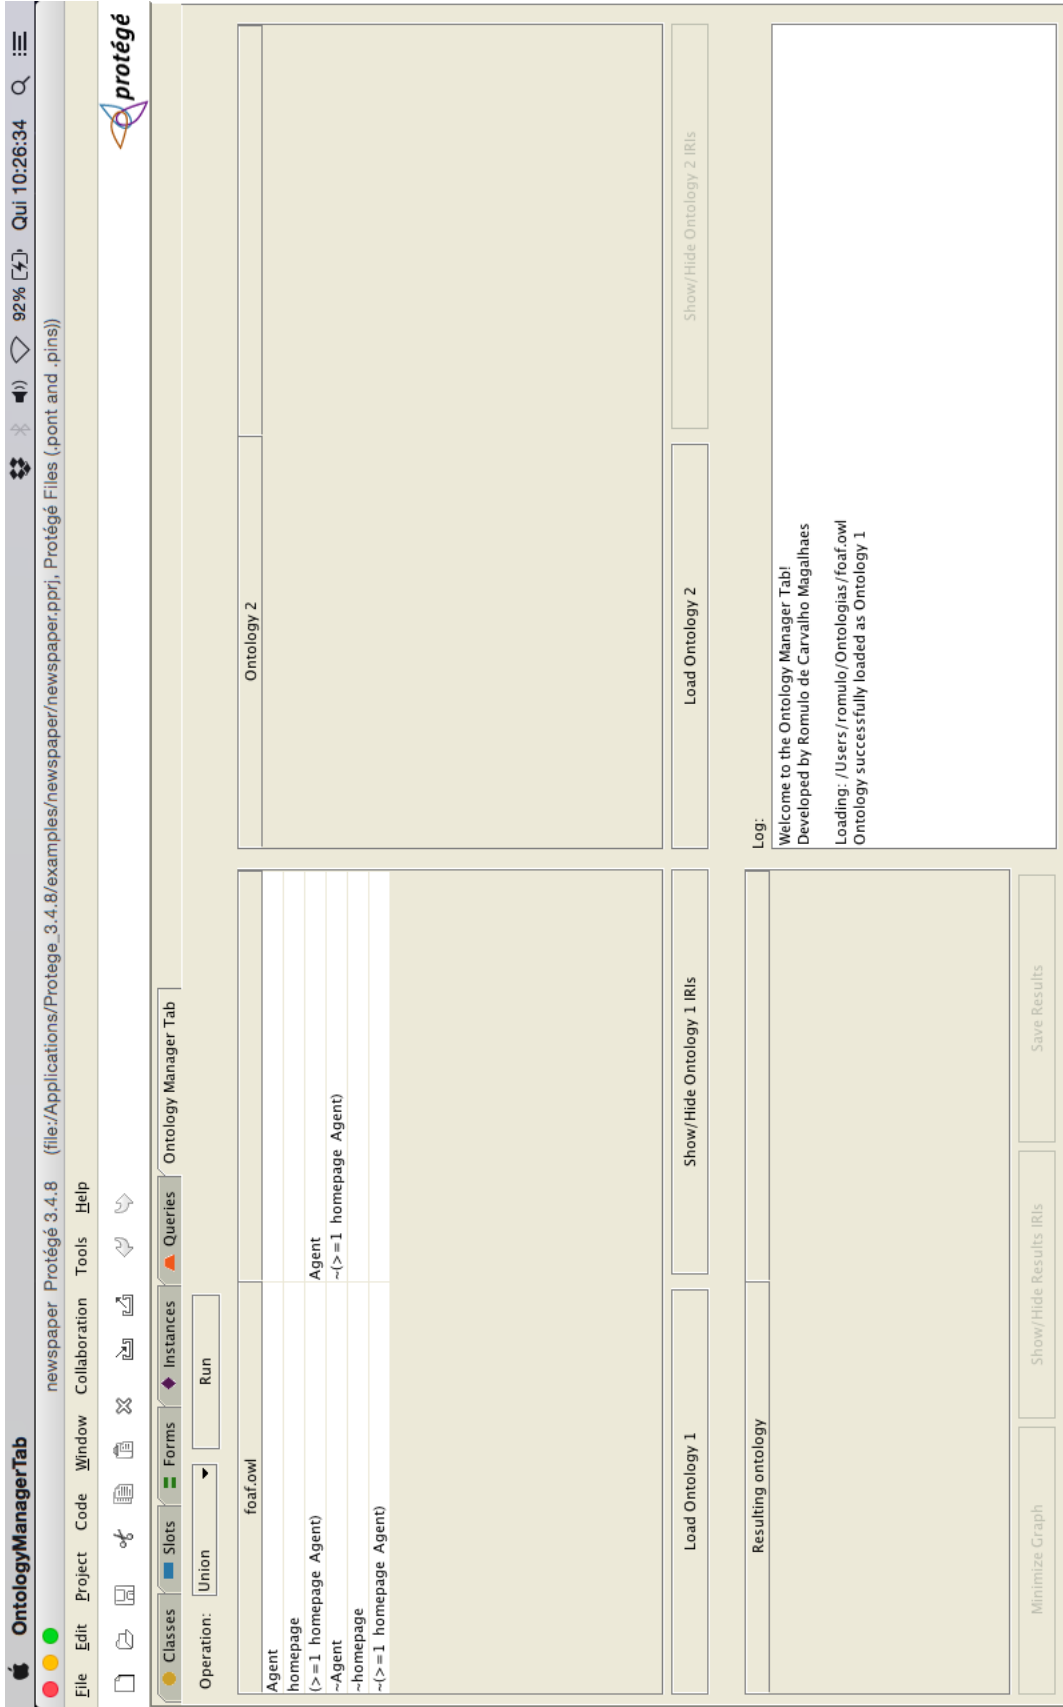 OntologyManagerTab 92% Qui 10:26:34
newspaper Protégé 3.4.8 (file:/Applications/Protege_3.4.8/examples/newspaper/newspaper.pprj, Protégé Files (.pont and .pins))
File Edit Project Code Window Collaboration Tools Help
protégé
Classes Slots Forms Instances Queries Ontology Manager Tab
Operation: Union Run
foaf.owl
Agent
homepage
(>=1 homepage Agent) Agent
~Agent ~(>=1 homepage Agent)
~homepage
~(>=1 homepage Agent)
Load Ontology 1 Show/Hide Ontology 1 IRIs
Ontology 2
Load Ontology 2 Show/Hide Ontology 2 IRIs
Resulting ontology
Minimize Graph Show/Hide Results IRIs Save Results
Log:
Welcome to the Ontology Manager Tab!
Developed by Romulo de Carvalho Magalhaes
Loading: /Users/romulo/Ontologias/foaf.owl
Ontology successfully loaded as Ontology 1